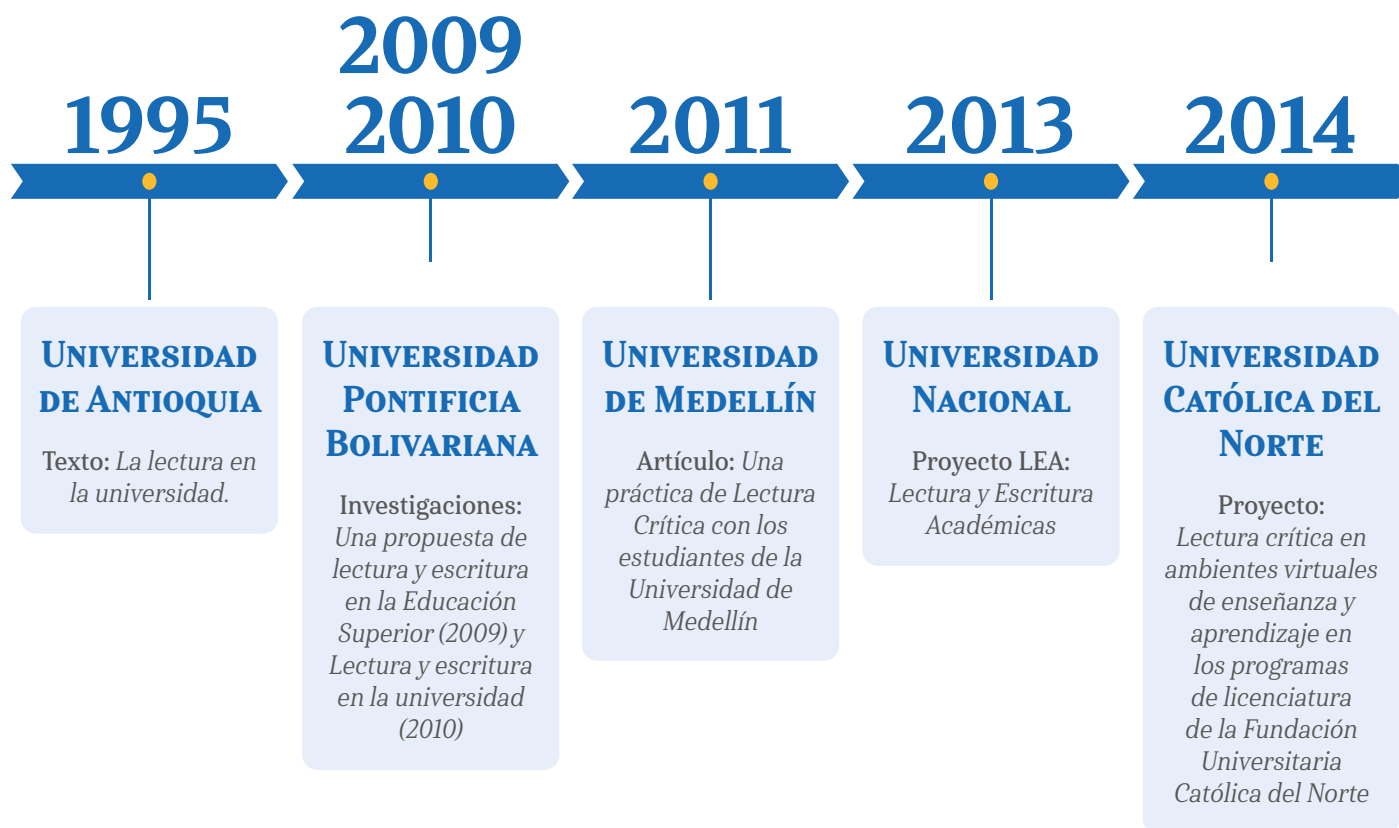 1995
2009
2010
2011
2013
2014
Universidad
de Antioquia
Texto: La lectura en
la universidad.
Universidad
Pontificia
Bolivariana
Investigaciones:
Una propuesta de
lectura y escritura
en la Educación
Superior (2009) y
Lectura y escritura
en la universidad
(2010)
Universidad
de Medellín
Artículo: Una
práctica de Lectura
Crítica con los
estudiantes de la
Universidad de
Medellín
Universidad
Nacional
Proyecto LEA:
Lectura y Escritura
Académicas
Universidad
Católica del
Norte
Proyecto:
Lectura crítica en
ambientes virtuales
de enseñanza y
aprendizaje en
los programas
de licenciatura
de la Fundación
Universitaria
Católica del Norte